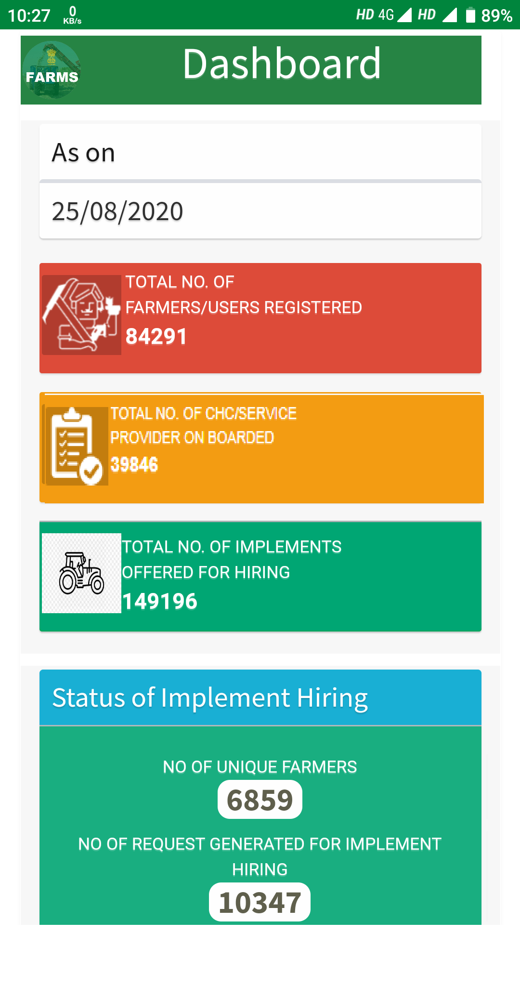 10:27 0 KB/s HD 4G HD 89%
FARMS
Dashboard
As on
25/08/2020
TOTAL NO. OF
FARMERS/USERS REGISTERED
84291
TOTAL NO. OF CHC/SERVICE
PROVIDER ON BOARDED
39846
TOTAL NO. OF IMPLEMENTS
OFFERED FOR HIRING
149196
Status of Implement Hiring
NO OF UNIQUE FARMERS
6859
NO OF REQUEST GENERATED FOR IMPLEMENT
HIRING
10347